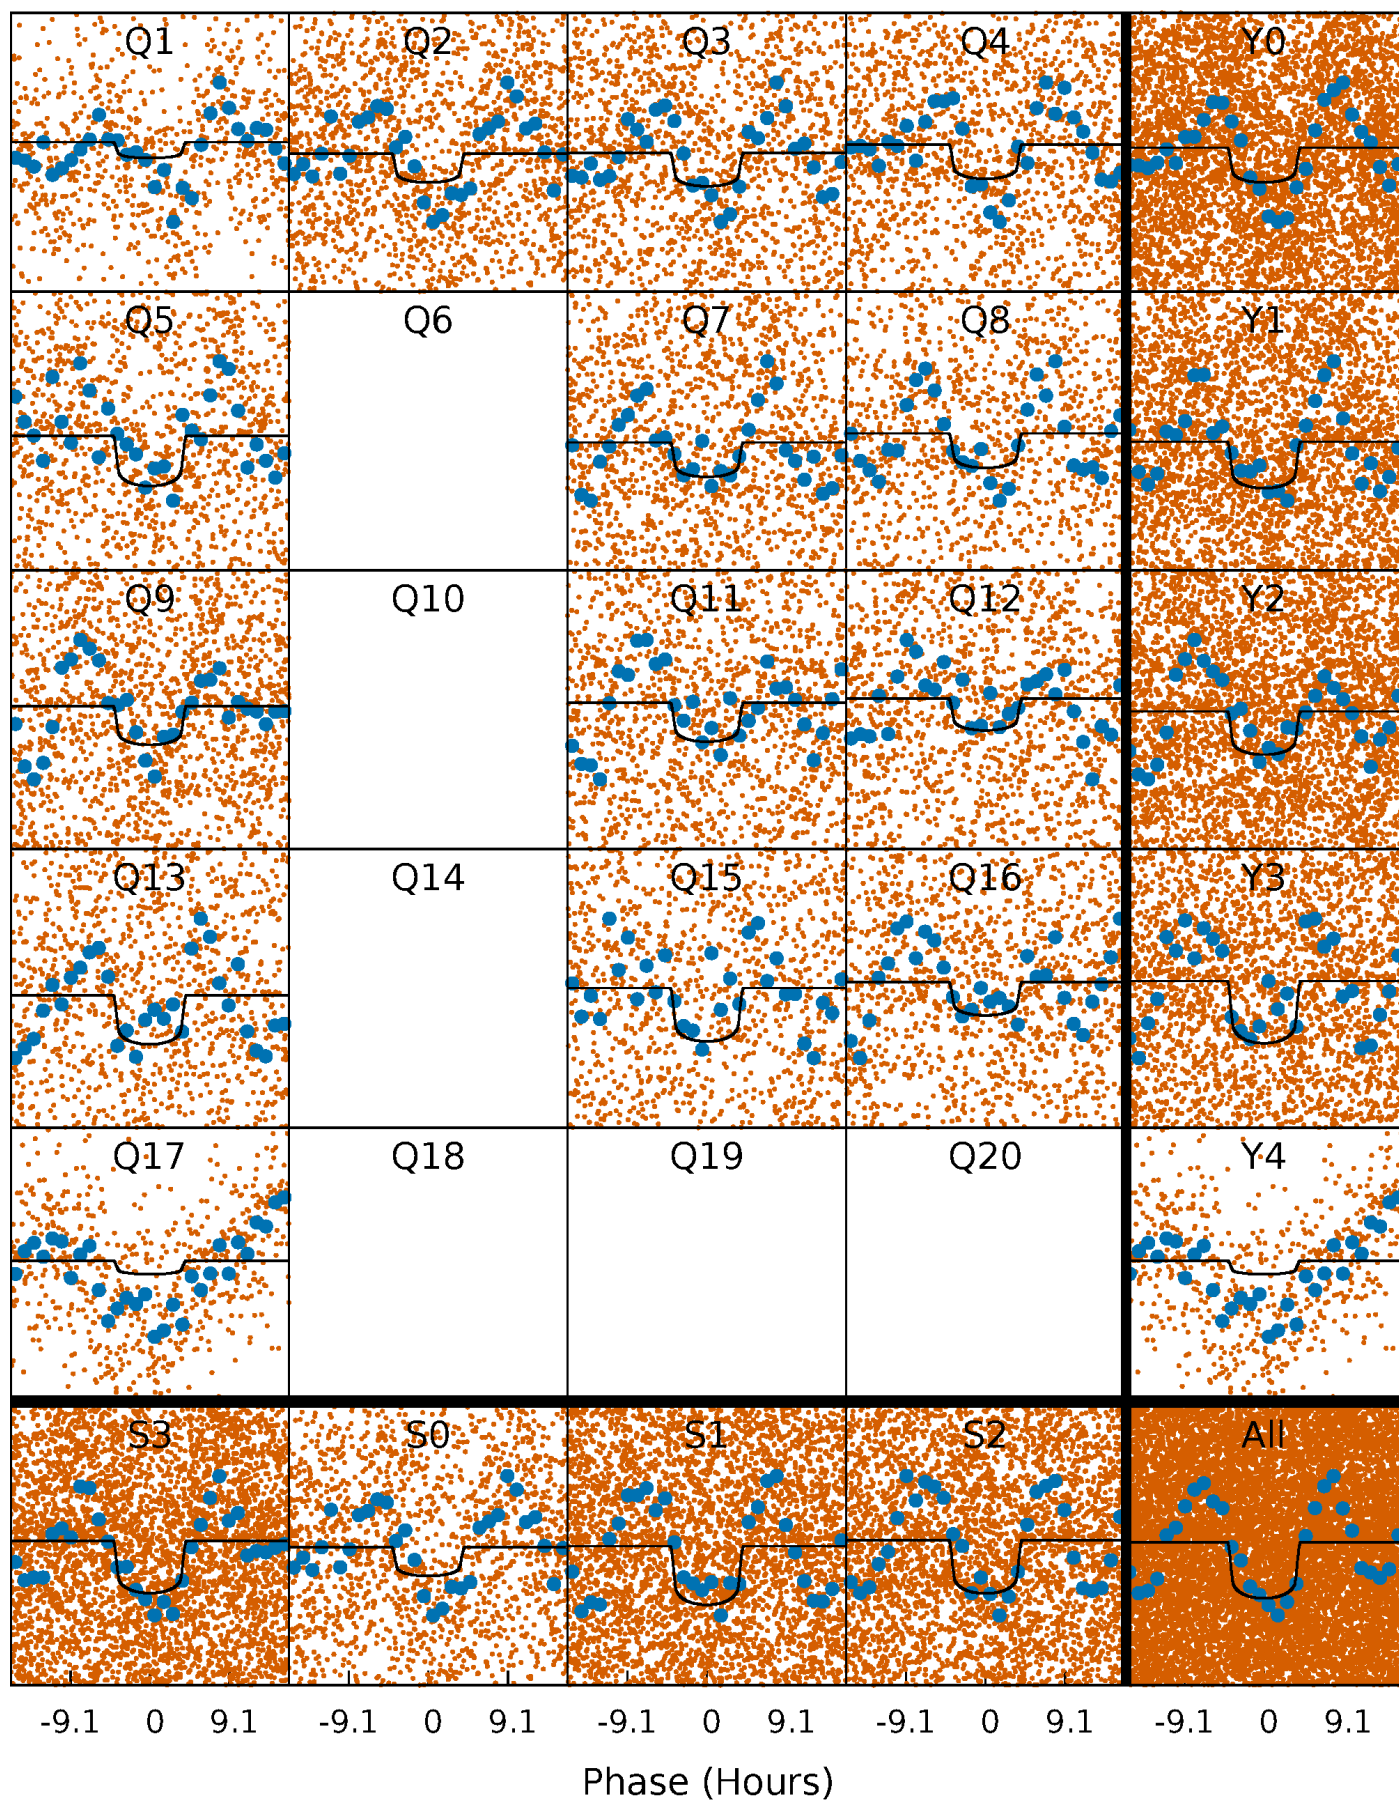 Q1 Q2 Q3 Q4 Y0
Q5 Q6 Q7 Q8 Y1
Q9 Q10 Q11 Q12 Y2
Q13 Q14 Q15 Q16 Y3
Q17 Q18 Q19 Q20 Y4
S3 S0 S1 S2 All
-9.1 0 9.1 -9.1 0 9.1 -9.1 0 9.1 -9.1 0 9.1 -9.1 0 9.1
Phase (Hours)